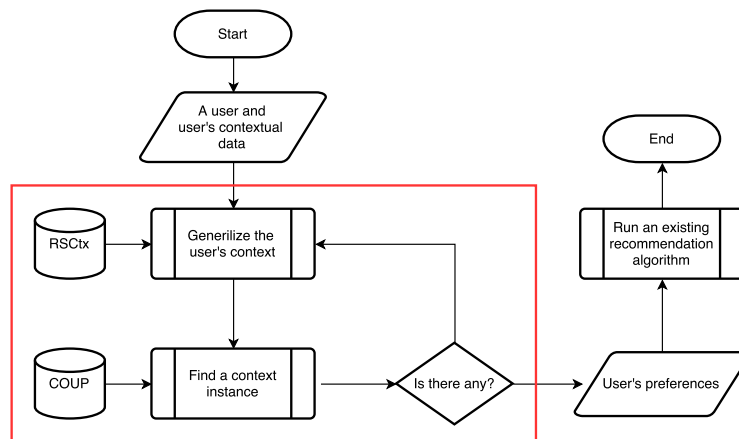 Start
A user and
user's contextual
data
End
RSCtx
Generilize the
user's context
Run an existing
recommendation
algorithm
COUP
Find a context
instance
Is there any?
User's preferences